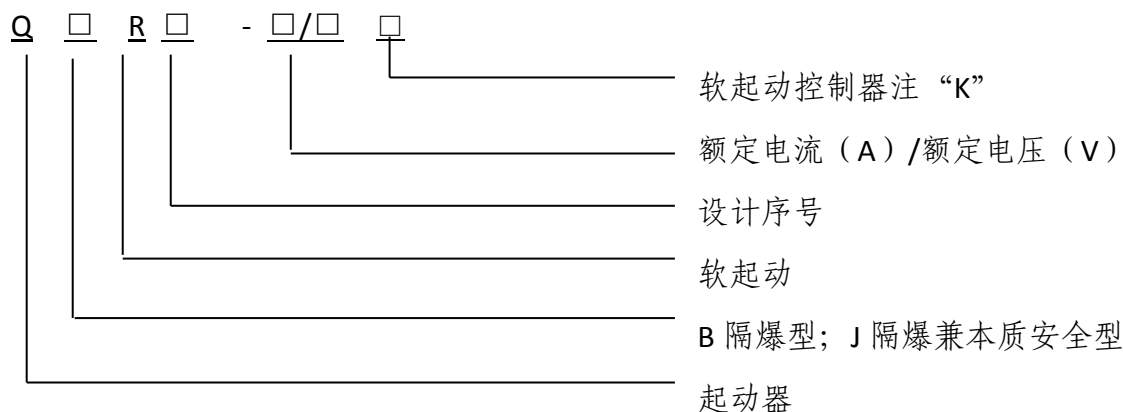 Q □ R □ - □/□ □
软起动控制器注“K”
额定电流（A）/额定电压（V）
设计序号
软起动
B 隔爆型；J 隔爆兼本质安全型
起动器